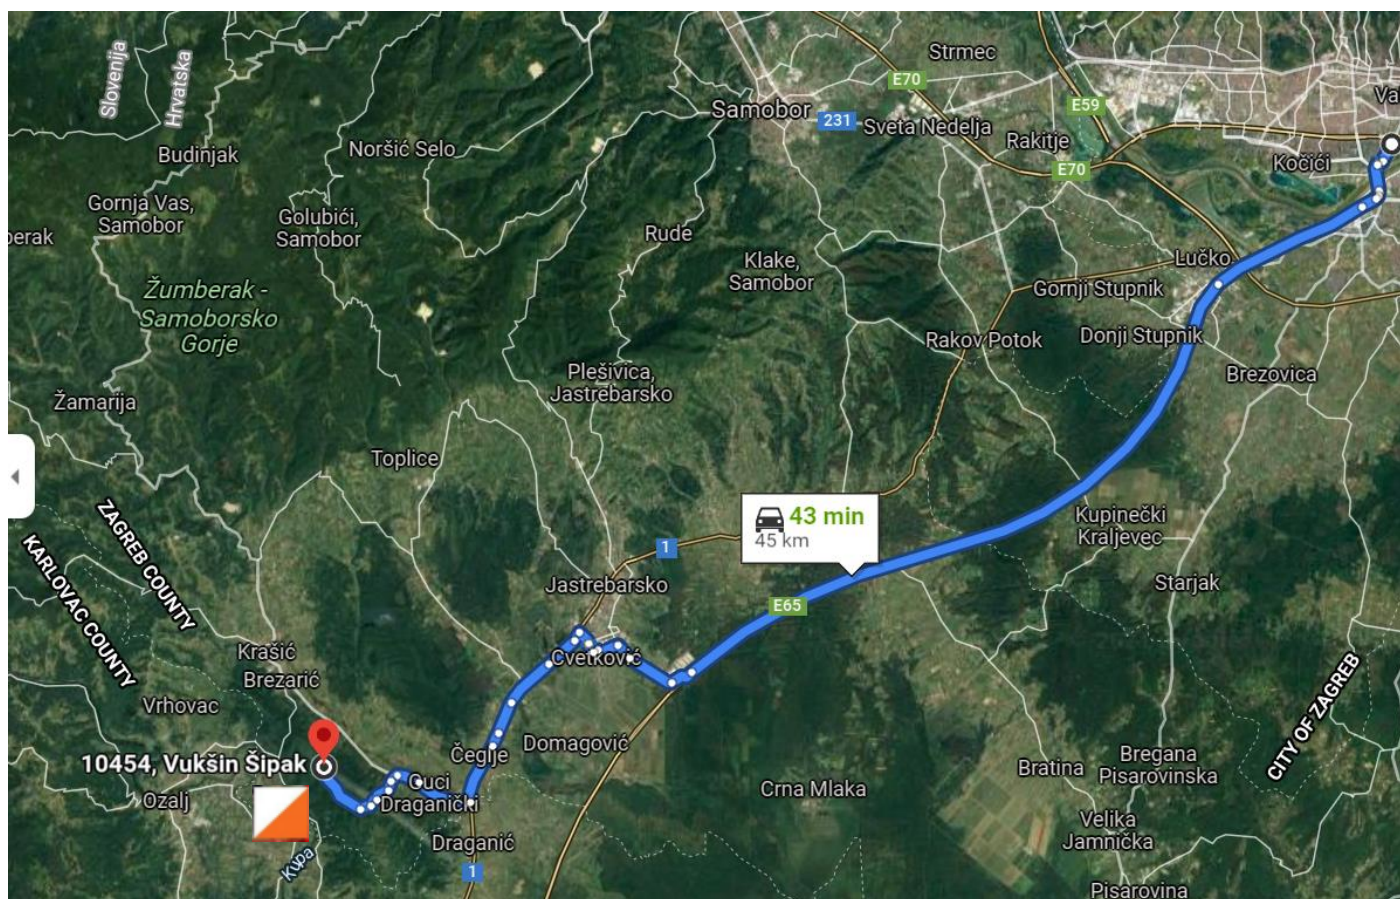 Slovenija
Hrvatska
Strmec
E70
Samobor
231
Sveta Nedelja
E59
Rakitje
E70
Kočići
Va
Budinjak
Noršić Selo
Gornja Vas,
Samobor
berak
Golubići,
Samobor
Rude
Klake,
Samobor
Lučko
Gornji Stupnik
Žumberak -
Samoborsko
Gorje
Rakov Potok
Donji Stupnik
Brezovica
Plešivica,
Jastrebarsko
Žamarija
Toplice
43 min
45 km
Kupinečki
Kraljevec
ZAGREB COUNTY
KARLOVAC COUNTY
1
Jastrebarsko
E65
Starjak
Krašić
Brezarić
Cvetković
Vrhovac
CITY OF ZAGREB
Čeglje
Domagović
10454, Vukšin Šipak
Ozalj
Guci
Draganički
Bratina
Bregana
Pisarovinska
Crna Mlaka
Velika
Jamnička
Draganić
Kupa
1
Pisarovina